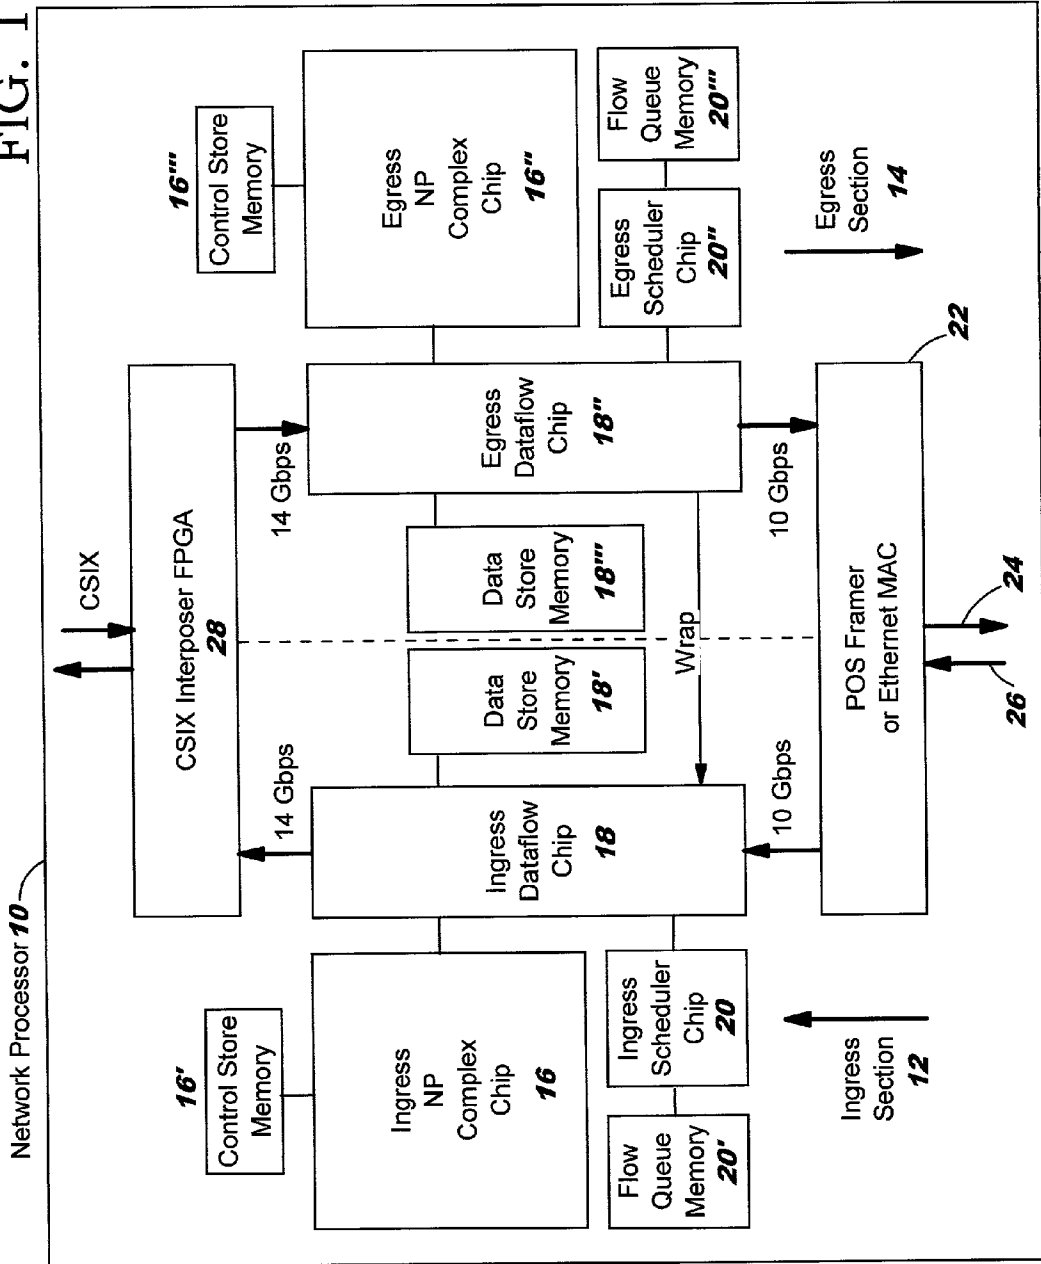 FIG. 1
Network Processor 10
CSIX
CSIX Interposer FPGA
28
16'
Control Store
Memory
14 Gbps
14 Gbps
16'''
Control Store
Memory
Ingress
NP
Complex
Chip
16
Ingress
Dataflow
Chip
18
Data
Store
Memory
18'
Data
Store
Memory
18'''
Egress
Dataflow
Chip
18''
Egress
NP
Complex
Chip
16''
Flow
Queue
Memory
20'
Ingress
Scheduler
Chip
20
Wrap
Egress
Scheduler
Chip
20''
Flow
Queue
Memory
20'''
10 Gbps
10 Gbps
Ingress
Section
12
POS Framer
or Ethernet MAC
22
Egress
Section
14
26
24